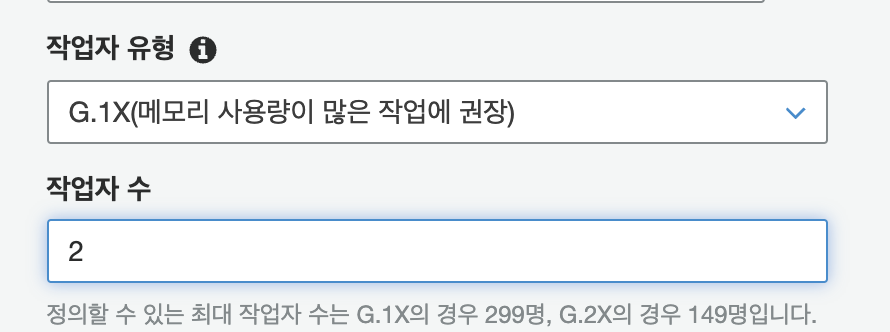 작업자 유형
G.1X(메모리 사용량이 많은 작업에 권장)
작업자 수
2
정의할 수 있는 최대 작업자 수는 G.1X의 경우 299명, G.2X의 경우 149명입니다.